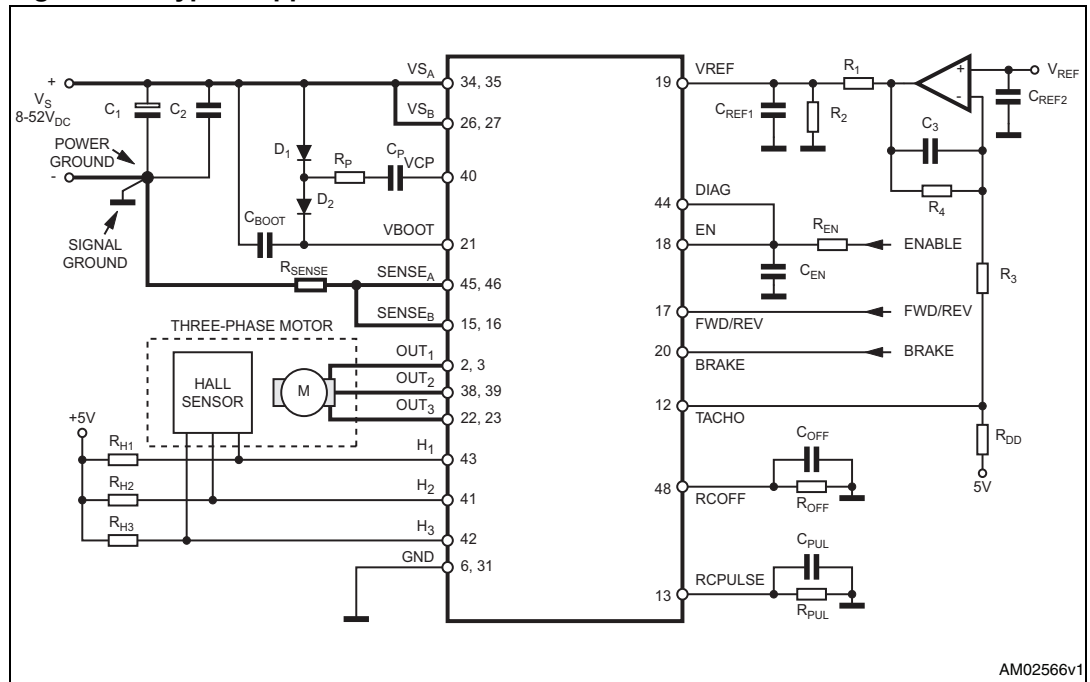 +
V_S
8-52V_DC
C_1
C_2
POWER
GROUND
-
SIGNAL
GROUND
D_1
D_2
R_P
C_P
VCP
C_BOOT
VBOOT
R_SENSE
SENSE_A
SENSE_B
VS_A
VS_B
34, 35
26, 27
40
21
45, 46
15, 16
THREE-PHASE MOTOR
HALL
SENSOR
M
OUT_1
OUT_2
OUT_3
2, 3
38, 39
22, 23
+5V
R_H1
R_H2
R_H3
H_1
H_2
H_3
GND
43
41
42
6, 31
19
VREF
R_1
C_REF1
R_2
+
-
V_REF
C_REF2
C_3
R_4
R_3
44
DIAG
18
EN
R_EN
ENABLE
C_EN
17
FWD/REV
FWD/REV
20
BRAKE
BRAKE
12
TACHO
R_DD
5V
48
RCOFF
C_OFF
R_OFF
13
RCPULSE
C_PUL
R_PUL
AM02566v1